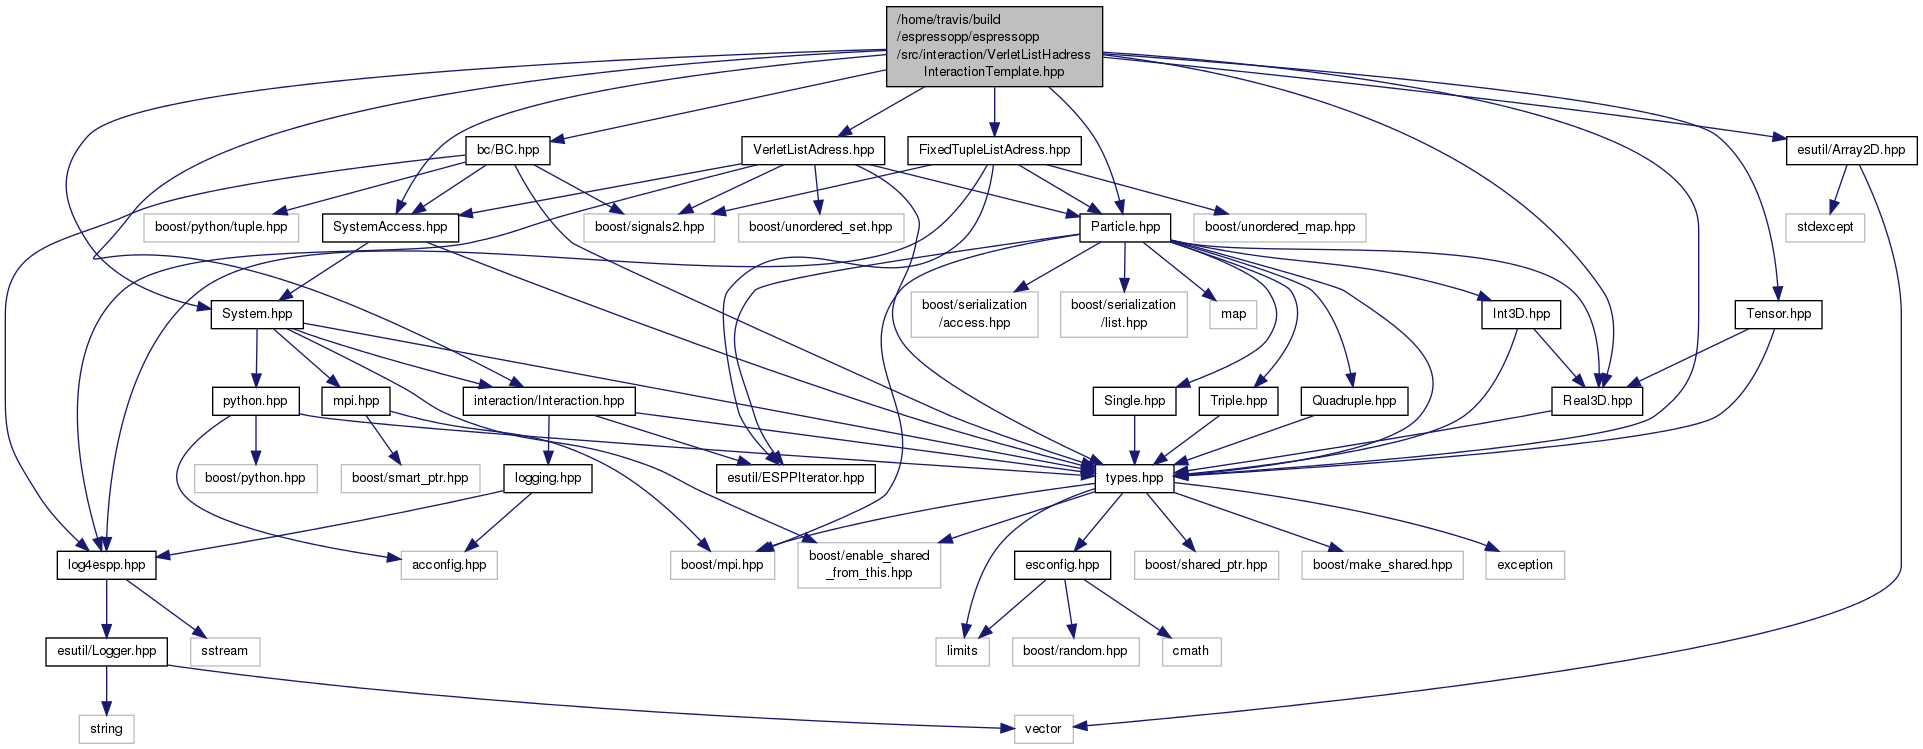 /home/travis/build
/espressopp/espressopp
/src/interaction/VerletListHadress
InteractionTemplate.hpp
bc/BC.hpp
VerletListAdress.hpp
FixedTupleListAdress.hpp
esutil/Array2D.hpp
boost/python/tuple.hpp
SystemAccess.hpp
boost/signals2.hpp
boost/unordered_set.hpp
Particle.hpp
boost/unordered_map.hpp
stdexcept
System.hpp
boost/serialization
/access.hpp
boost/serialization
/list.hpp
map
Int3D.hpp
Tensor.hpp
python.hpp
mpi.hpp
interaction/Interaction.hpp
Single.hpp
Triple.hpp
Quadruple.hpp
Real3D.hpp
boost/python.hpp
boost/smart_ptr.hpp
logging.hpp
esutil/ESPPIterator.hpp
types.hpp
log4espp.hpp
acconfig.hpp
boost/mpi.hpp
boost/enable_shared
_from_this.hpp
esconfig.hpp
boost/shared_ptr.hpp
boost/make_shared.hpp
exception
esutil/Logger.hpp
sstream
limits
boost/random.hpp
cmath
string
vector